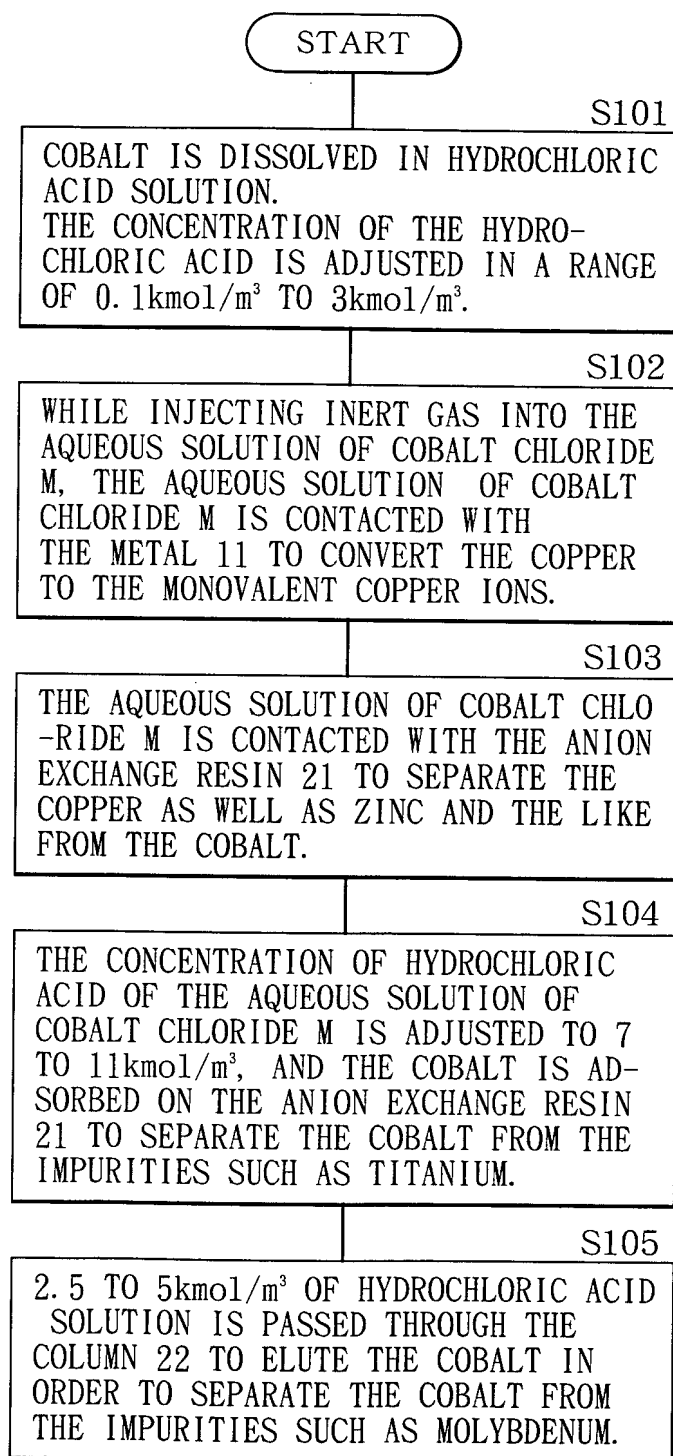 START
S101
COBALT IS DISSOLVED IN HYDROCHLORIC
ACID SOLUTION.
THE CONCENTRATION OF THE HYDRO-
CHLORIC ACID IS ADJUSTED IN A RANGE
OF 0.1kmol/m³ TO 3kmol/m³.
S102
WHILE INJECTING INERT GAS INTO THE
AQUEOUS SOLUTION OF COBALT CHLORIDE
M, THE AQUEOUS SOLUTION OF COBALT
CHLORIDE M IS CONTACTED WITH
THE METAL 11 TO CONVERT THE COPPER
TO THE MONOVALENT COPPER IONS.
S103
THE AQUEOUS SOLUTION OF COBALT CHLO
-RIDE M IS CONTACTED WITH THE ANION
EXCHANGE RESIN 21 TO SEPARATE THE
COPPER AS WELL AS ZINC AND THE LIKE
FROM THE COBALT.
S104
THE CONCENTRATION OF HYDROCHLORIC
ACID OF THE AQUEOUS SOLUTION OF
COBALT CHLORIDE M IS ADJUSTED TO 7
TO 11kmol/m³, AND THE COBALT IS AD-
SORBED ON THE ANION EXCHANGE RESIN
21 TO SEPARATE THE COBALT FROM THE
IMPURITIES SUCH AS TITANIUM.
S105
2.5 TO 5kmol/m³ OF HYDROCHLORIC ACID
SOLUTION IS PASSED THROUGH THE
COLUMN 22 TO ELUTE THE COBALT IN
ORDER TO SEPARATE THE COBALT FROM
THE IMPURITIES SUCH AS MOLYBDENUM.